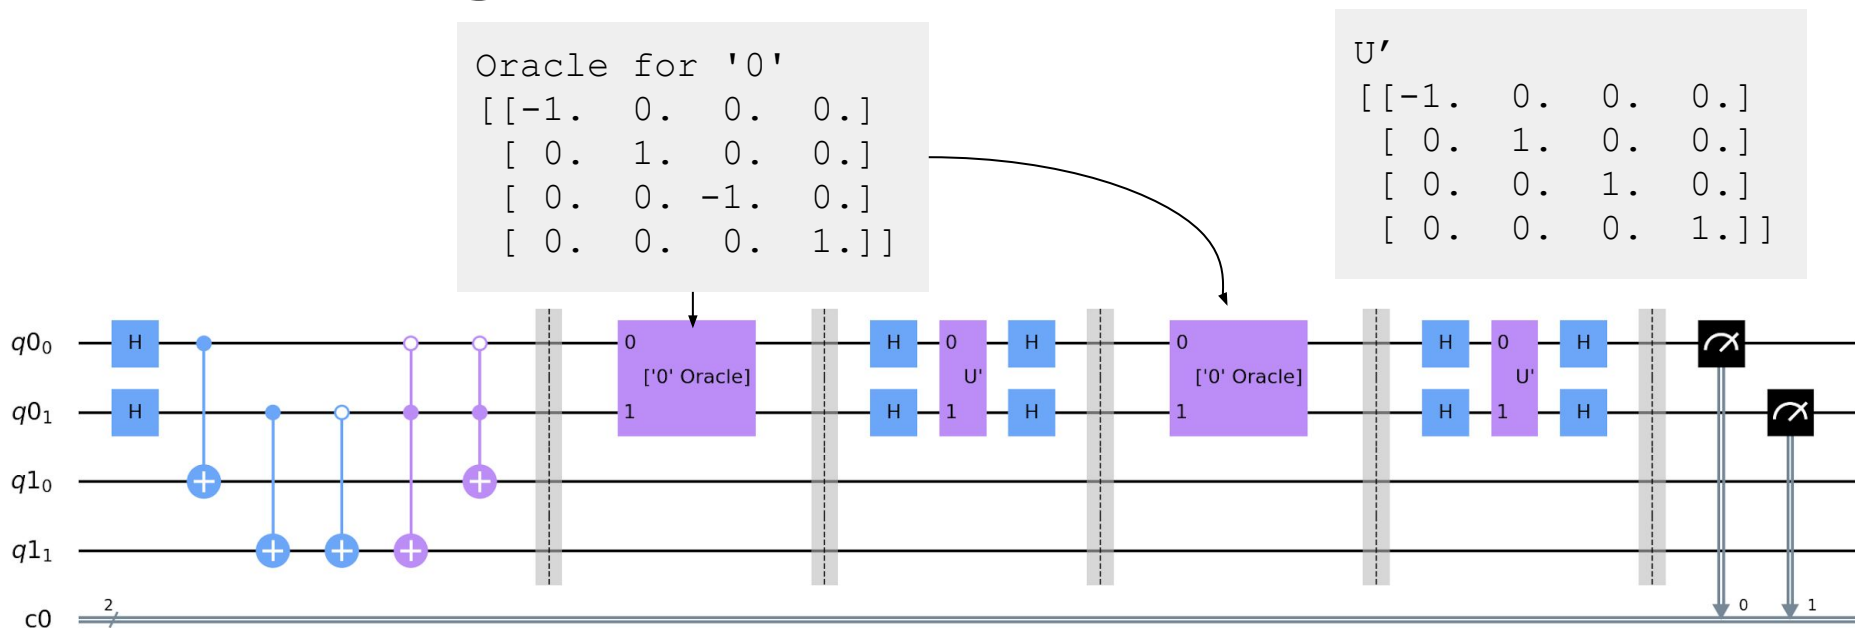 Oracle for '0'
[[-1. 0. 0. 0.]
[ 0. 1. 0. 0.]
[ 0. 0. -1. 0.]
[ 0. 0. 0. 1.]]
U’
[[-1. 0. 0. 0.]
[ 0. 1. 0. 0.]
[ 0. 0. 1. 0.]
[ 0. 0. 0. 1.]]
q0₀ H 0 H 0 H 0 H 0 H
['0' Oracle] U' ['0' Oracle] U'
q0₁ H 1 H 1 H 1 H 1 H
q1₀
q1₁
c0 2 0 1